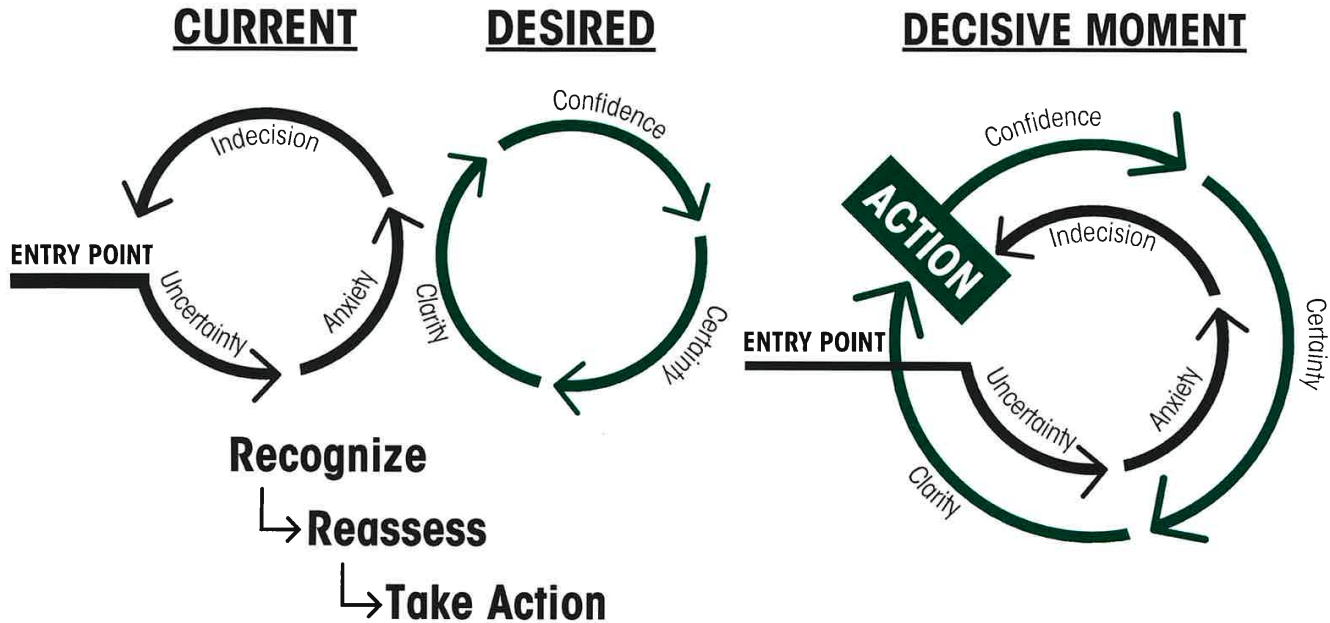 CURRENT
Indecision
ENTRY POINT
Uncertainty
Anxiety
DESIRED
Confidence
Clarity
Certainty
Recognize
Reassess
Take Action
DECISIVE MOMENT
Confidence
ACTION
Indecision
Certainty
ENTRY POINT
Uncertainty
Anxiety
Clarity